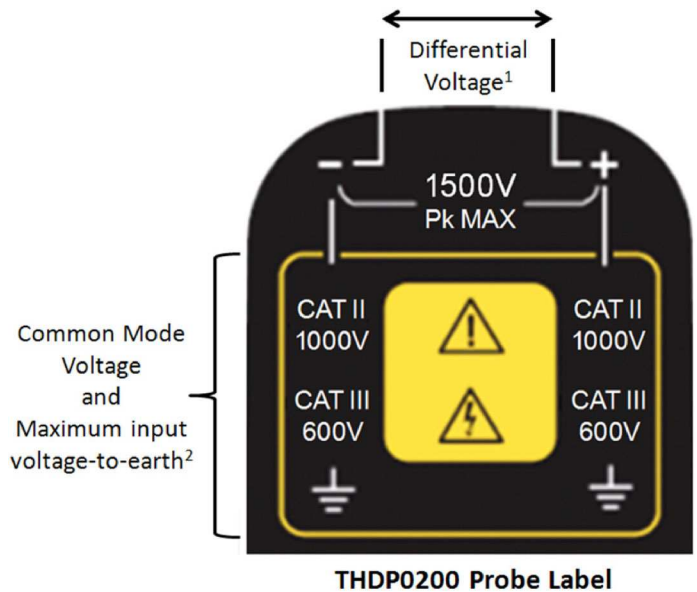 Differential
Voltage¹
- +
1500V
Pk MAX
CAT II
1000V
CAT III
600V
CAT II
1000V
CAT III
600V
Common Mode
Voltage
and
Maximum input
voltage-to-earth²
THDP0200 Probe Label